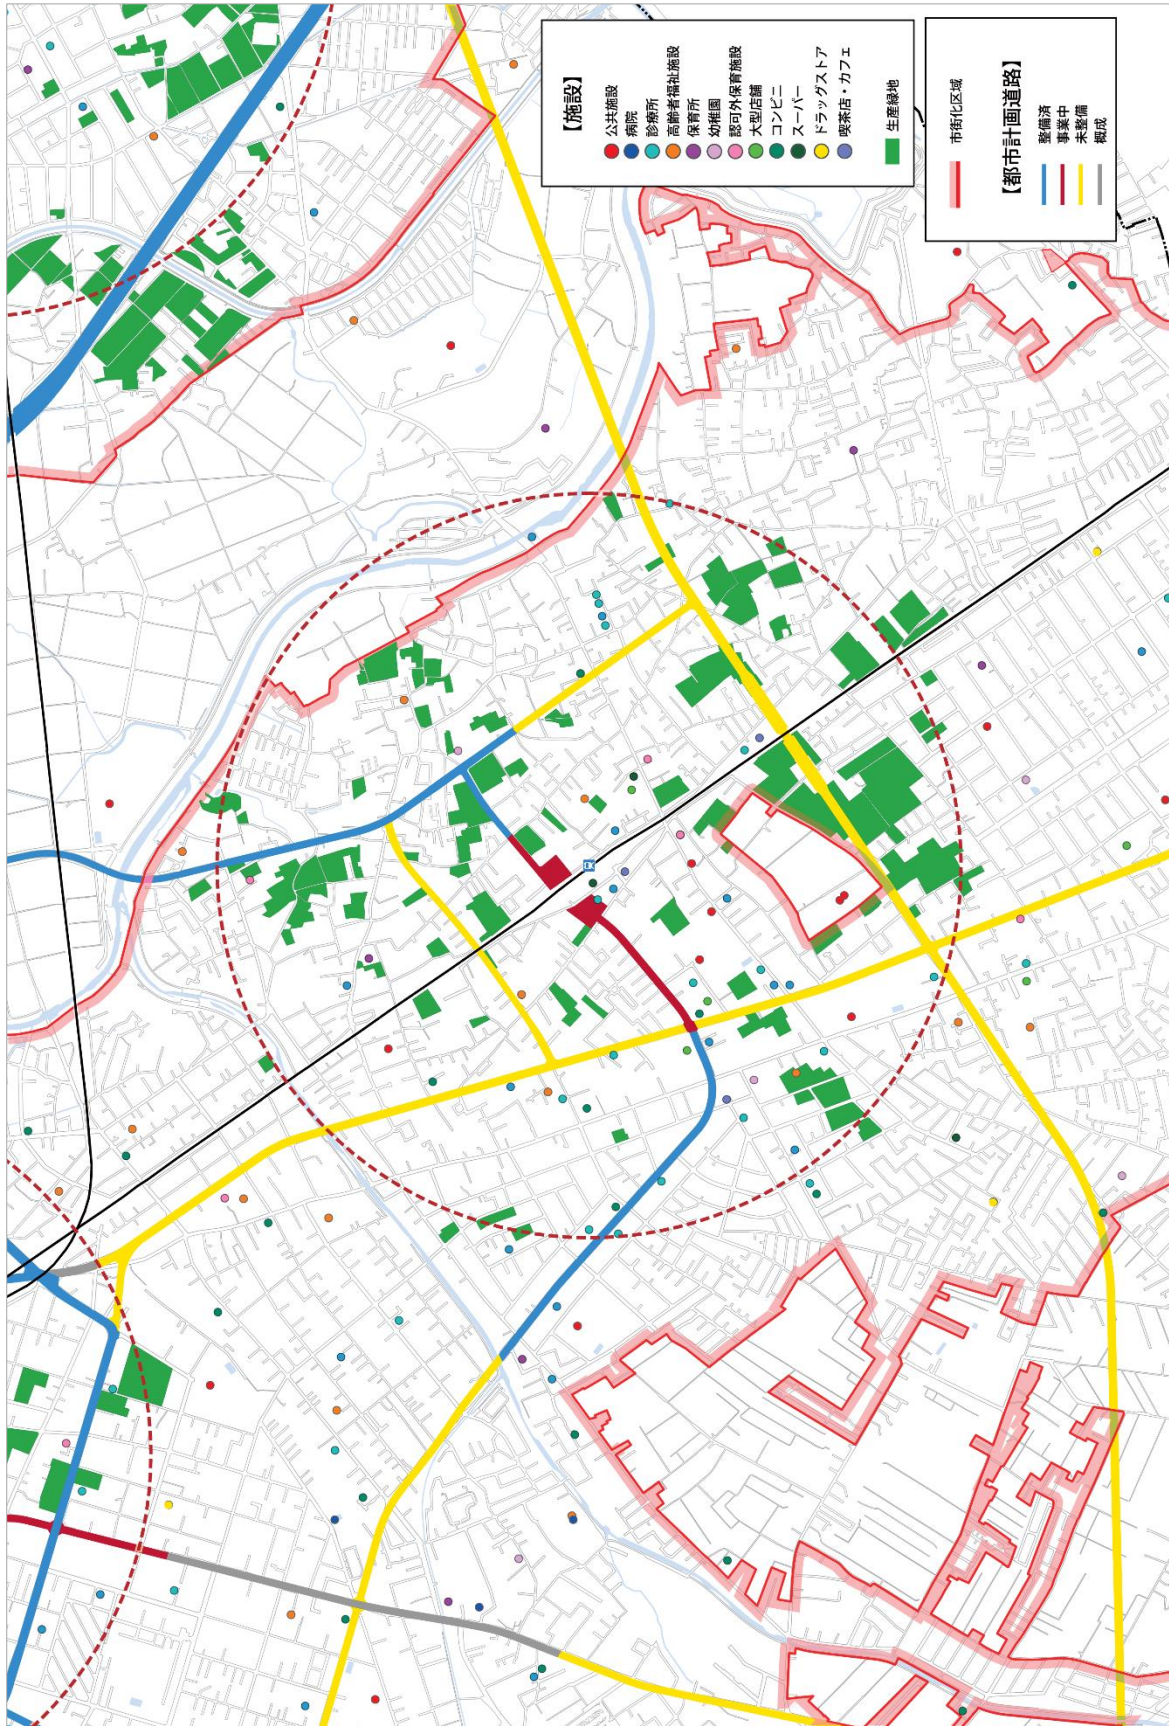 【施設】
公共施設
病院
診療所
高齢者福祉施設
保育所
幼稚園
認可外保育施設
大型店舗
コンビニ
スーパー
ドラッグストア
喫茶店・カフェ
生産緑地
市街化区域
【都市計画道路】
整備済
事業中
未整備
概成